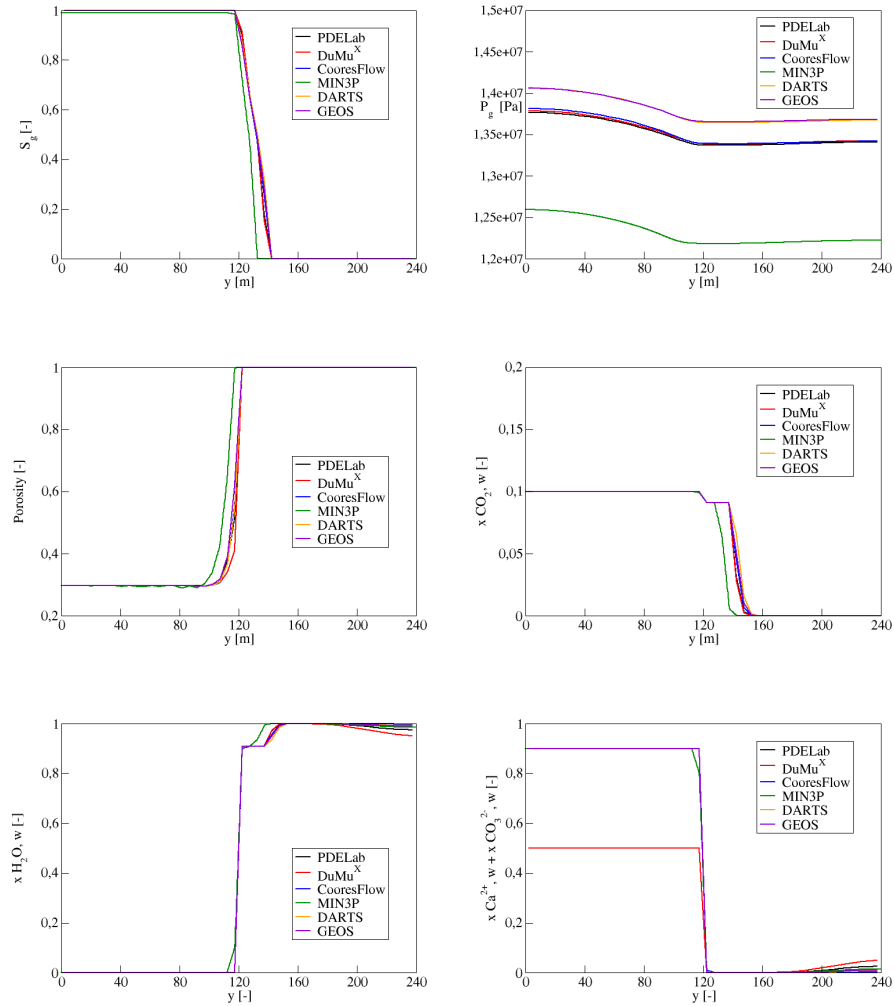 S_g [-]
1
0,8
0,6
0,4
0,2
0
PDELab
DuMu^X
CooresFlow
MIN3P
DARTS
GEOS
0 40 80 120 160 200 240
y [m]
P_g [Pa]
1,5e+07
1,45e+07
1,4e+07
1,35e+07
1,3e+07
1,25e+07
1,2e+07
PDELab
DuMu^X
CooresFlow
MIN3P
DARTS
GEOS
0 40 80 120 160 200 240
y [m]
Porosity [-]
1
0,8
0,6
0,4
0,2
PDELab
DuMu^X
CooresFlow
MIN3P
DARTS
GEOS
0 40 80 120 160 200 240
y [m]
x CO₂, w [-]
0,2
0,15
0,1
0,05
0
PDELab
DuMu^X
CooresFlow
MIN3P
DARTS
GEOS
0 40 80 120 160 200 240
y [m]
x H₂O, w [-]
1
0,8
0,6
0,4
0,2
0
PDELab
DuMu^X
CooresFlow
MIN3P
DARTS
GEOS
0 40 80 120 160 200 240
y [-]
x Ca²⁺, w + x CO₃²⁻, w [-]
1
0,8
0,6
0,4
0,2
0
PDELab
DuMu^X
CooresFlow
MIN3P
DARTS
GEOS
0 40 80 120 160 200 240
y [-]